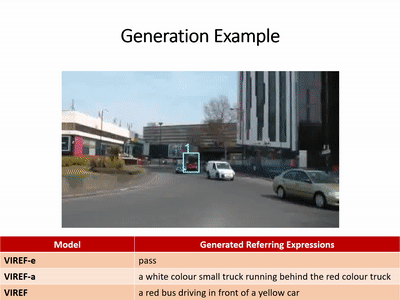 Generation Example
1
Model Generated Referring Expressions
VIREF-e pass
VIREF-a a white colour small truck running behind the red colour truck
VIREF a red bus driving in front of a yellow car